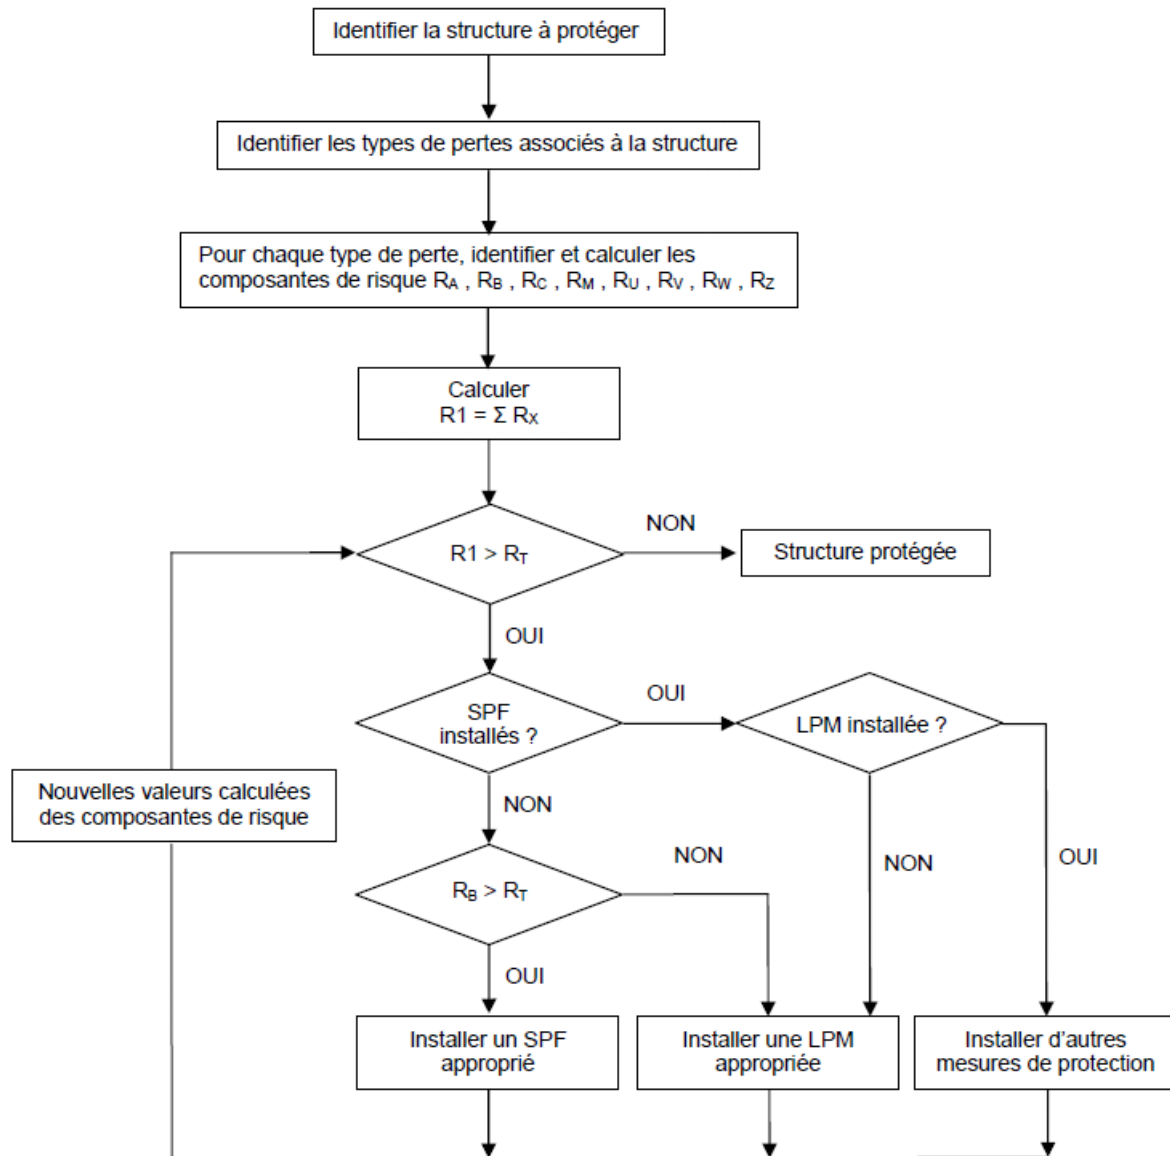 Identifier la structure à protéger
Identifier les types de pertes associés à la structure
Pour chaque type de perte, identifier et calculer les
composantes de risque RA , RB , RC , RM , RU , RV , RW , RZ
Calculer
R1 = Σ RX
R1 > RT
NON
Structure protégée
OUI
SPF
installés ?
OUI
LPM installée ?
Nouvelles valeurs calculées
des composantes de risque
NON
RB > RT
NON
NON
OUI
OUI
Installer un SPF
approprié
Installer une LPM
appropriée
Installer d'autres
mesures de protection